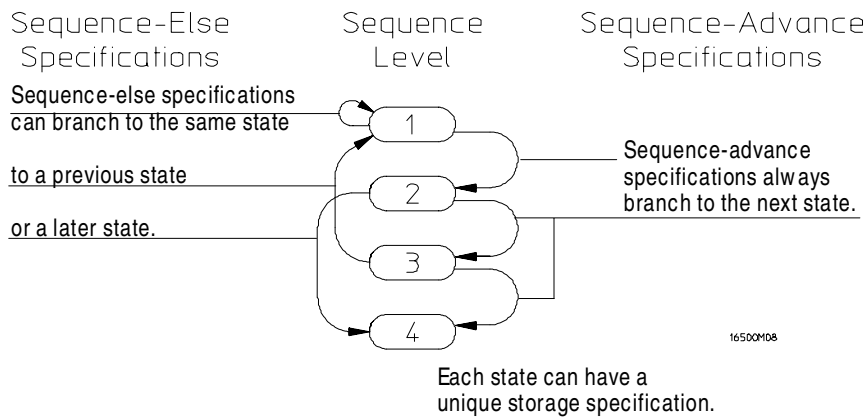 Sequence-Else
Specifications
Sequence
Level
Sequence-Advance
Specifications
Sequence-else specifications
can branch to the same state
to a previous state
or a later state.
1
2
3
4
Sequence-advance
specifications always
branch to the next state.
16500M08
Each state can have a
unique storage specification.